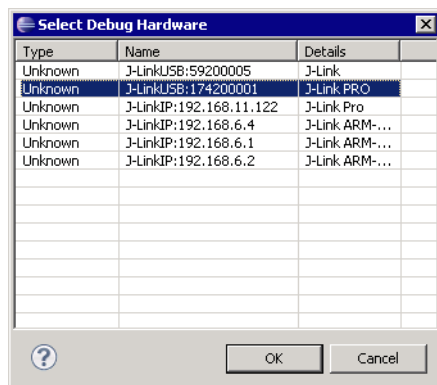 Select Debug Hardware
Type Name Details
Unknown J-LinkUSB:59200005 J-Link
Unknown J-LinkUSB:174200001 J-Link PRO
Unknown J-LinkIP:192.168.11.122 J-Link Pro
Unknown J-LinkIP:192.168.6.4 J-Link ARM-...
Unknown J-LinkIP:192.168.6.1 J-Link ARM-...
Unknown J-LinkIP:192.168.6.2 J-Link ARM-...
? OK Cancel